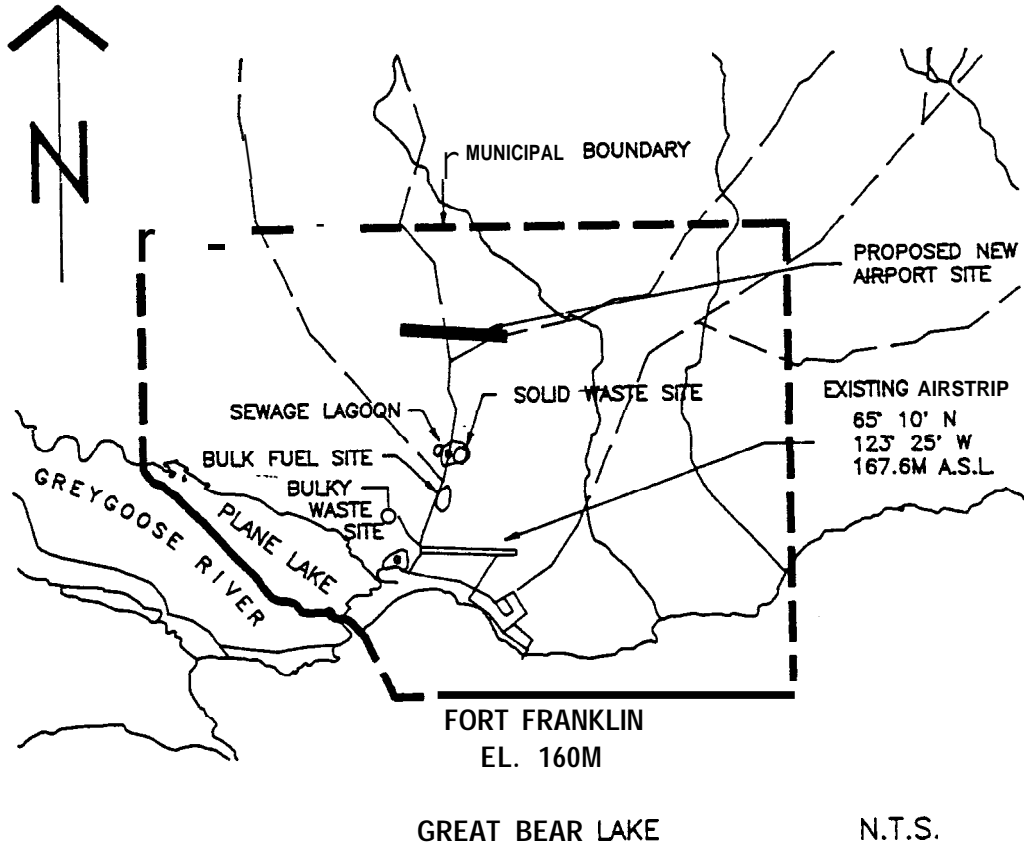 N
MUNICIPAL BOUNDARY
PROPOSED NEW
AIRPORT SITE
SOLID WASTE SITE
EXISTING AIRSTRIP
65° 10' N
123° 25' W
167.6M A.S.L.
SEWAGE LAGOON
BULK FUEL SITE
BULKY
WASTE
SITE
PLANE LAKE
GREYGOOSE RIVER
FORT FRANKLIN
EL. 160M
GREAT BEAR LAKE
N.T.S.